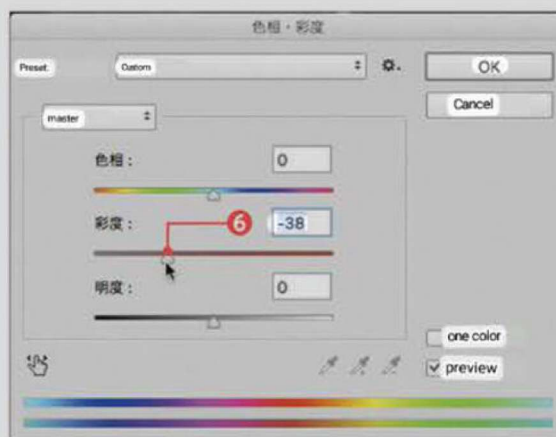 色相・彩度
Preset: Custom
OK
Cancel
master
色相：
0
彩度：
6
-38
明度：
0
one color
preview